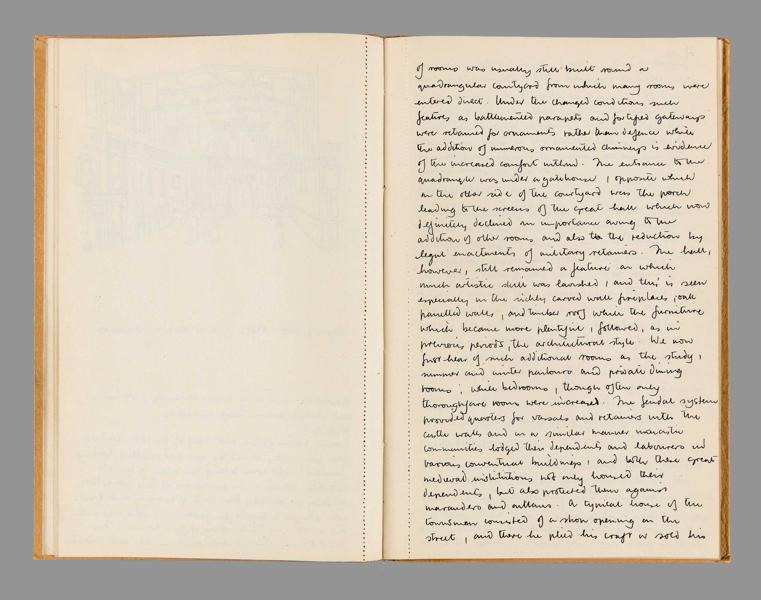 of rooms was usually still built round a
quadrangular courtyard from which many rooms were
entered direct. Under the changed conditions such
features as battlemented parapets and fortified gateways
were retained for ornaments rather than defence while
the addition of numerous ornamented chimneys is evidence
of the increased comfort within. The entrance to the
quadrangle was under a gatehouse, opposite which
on the other side of the courtyard was the porch
leading to the screens of the great hall which now
definitely declined in importance owing to the
addition of other rooms and also to the reduction by
legal enactments of military retainers. The hall,
however, still remained a feature on which
much artistic skill was lavished, and this is seen
especially in the richly carved wall fireplaces, oak
panelled walls, and timber roof while the furniture
which became more plentiful, followed, as in
previous periods, the architectural style. We now
first hear of such additional rooms as the study,
summer and winter parlours and private dining
rooms; while bedrooms, though often only
thoroughfare rooms were increased. The feudal system
provided quarters for vassals and retainers within the
castle walls and in a similar manner monastic
communities lodged their dependents and labourers in
various conventual buildings, and both these great
medieval institutions not only housed their
dependents, but also protected them against
marauders and outlaws. A typical house of the
townsman consisted of a shop opening on the
street, and there he plied his craft or sold his